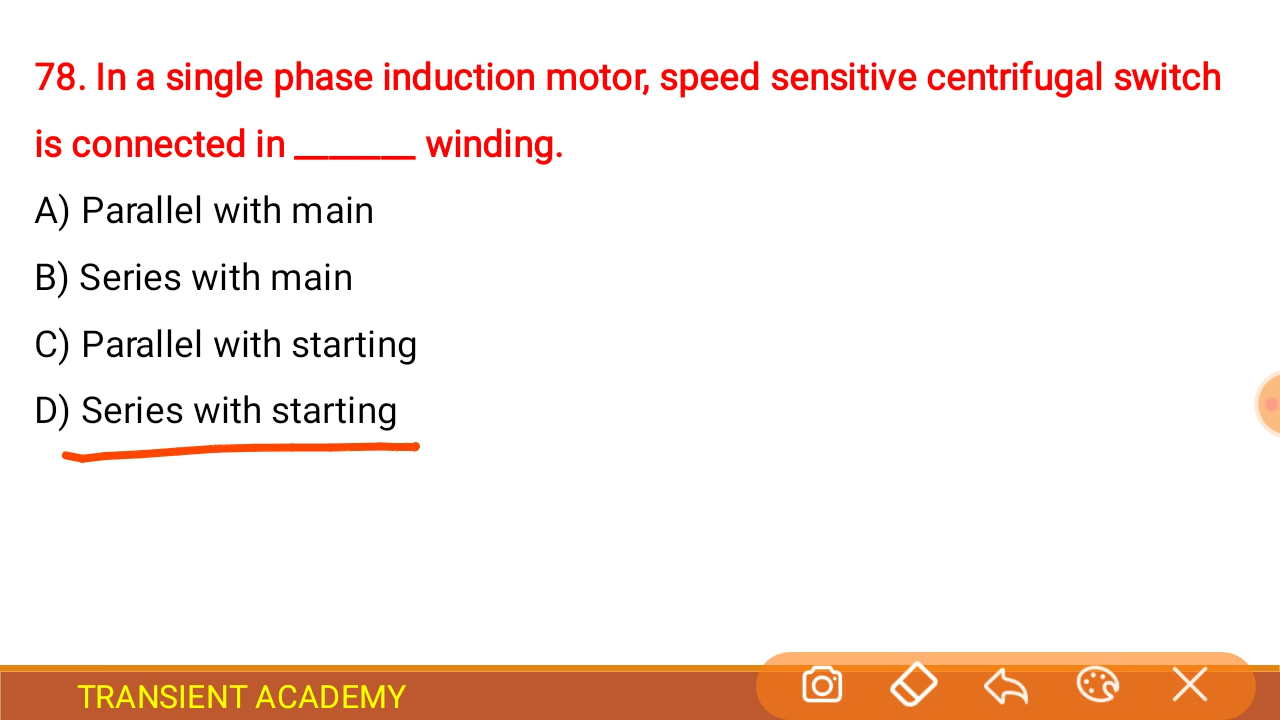 78. In a single phase induction motor, speed sensitive centrifugal switch
is connected in _______ winding.
A) Parallel with main
B) Series with main
C) Parallel with starting
D) Series with starting
TRANSIENT ACADEMY